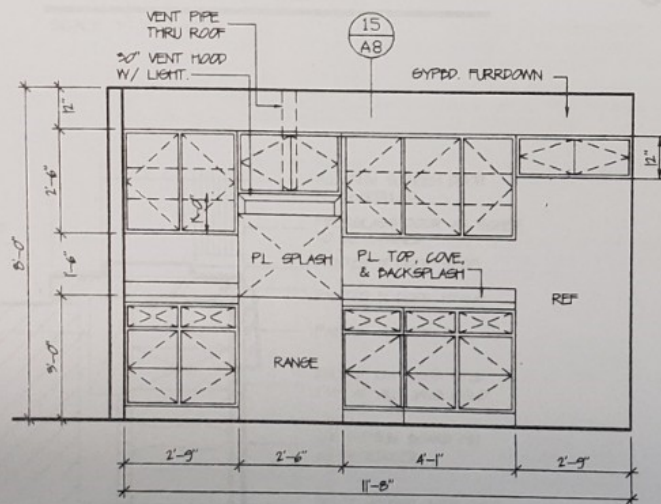 VENT PIPE
THRU ROOF
15
A8
30" VENT HOOD
W/ LIGHT.
GYPBD. FURRDOWN
12"
12"
2'-6"
8'-0"
1'-6"
PL SPLASH
PL TOP, COVE,
& BACKSPLASH
REF
3'-0"
RANGE
2'-9"
2'-6"
4'-1"
2'-9"
11'-8"